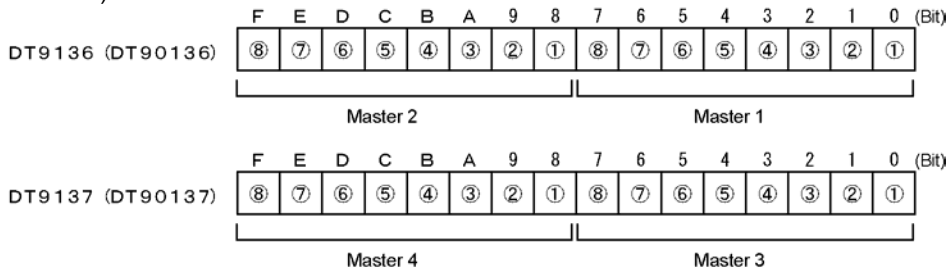 F E D C B A 9 8 7 6 5 4 3 2 1 0 (Bit)
DT9136 (DT90136) ⑧ ⑦ ⑥ ⑤ ④ ③ ② ① ⑧ ⑦ ⑥ ⑤ ④ ③ ② ①
Master 2 Master 1
F E D C B A 9 8 7 6 5 4 3 2 1 0 (Bit)
DT9137 (DT90137) ⑧ ⑦ ⑥ ⑤ ④ ③ ② ① ⑧ ⑦ ⑥ ⑤ ④ ③ ② ①
Master 4 Master 3